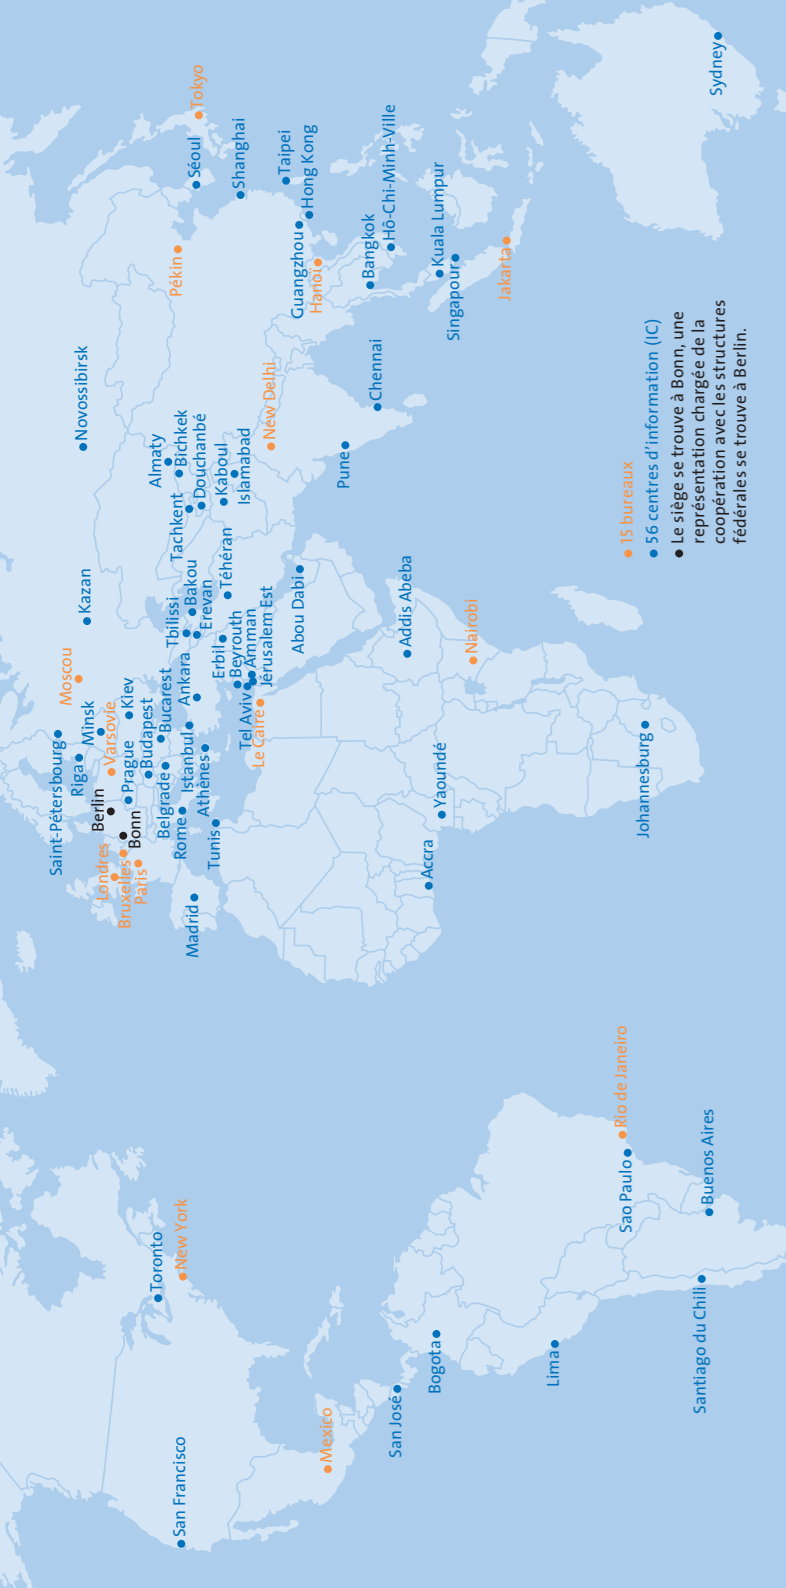 San Francisco
Toronto
New York
Mexico
San José
Bogota
Lima
Santiago du Chili
Buenos Aires
Sao Paulo
Rio de Janeiro
Saint-Pétersbourg
Moscou
Kazan
Novossibirsk
Riga
Minsk
Londres
Berlin
Varsovie
Bruxelles
Bonn
Prague
Kiev
Paris
Budapest
Belgrade
Bucarest
Madrid
Rome
Istanbul
Ankara
Athènes
Tunis
Tbilissi
Bakou
Erevan
Erbil
Téhéran
Beyrouth
Amman
Tel Aviv
Jérusalem Est
Le Caire
Abou Dabi
Almaty
Bichkek
Tachkent
Douchanbé
Kaboul
Islamabad
New Delhi
Pune
Chennai
Pékin
Séoul
Tokyo
Shanghai
Taipei
Guangzhou
Hong Kong
Hanoï
Bangkok
Hô-Chi-Minh-Ville
Kuala Lumpur
Singapour
Jakarta
Sydney
Accra
Yaoundé
Addis Abeba
Nairobi
Johannesburg
15 bureaux
56 centres d’information (IC)
Le siège se trouve à Bonn, une
représentation chargée de la
coopération avec les structures
fédérales se trouve à Berlin.